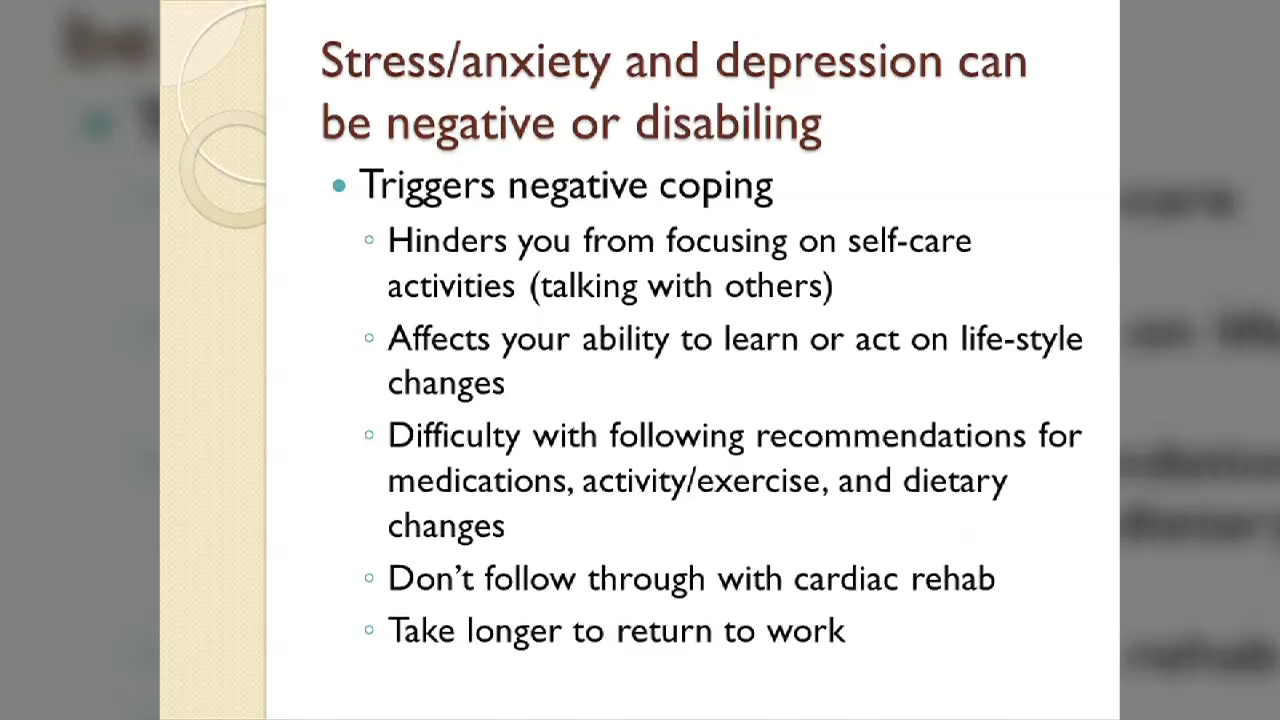 Stress/anxiety and depression can
be negative or disabiling
• Triggers negative coping
◦ Hinders you from focusing on self-care
activities (talking with others)
◦ Affects your ability to learn or act on life-style
changes
◦ Difficulty with following recommendations for
medications, activity/exercise, and dietary
changes
◦ Don't follow through with cardiac rehab
◦ Take longer to return to work